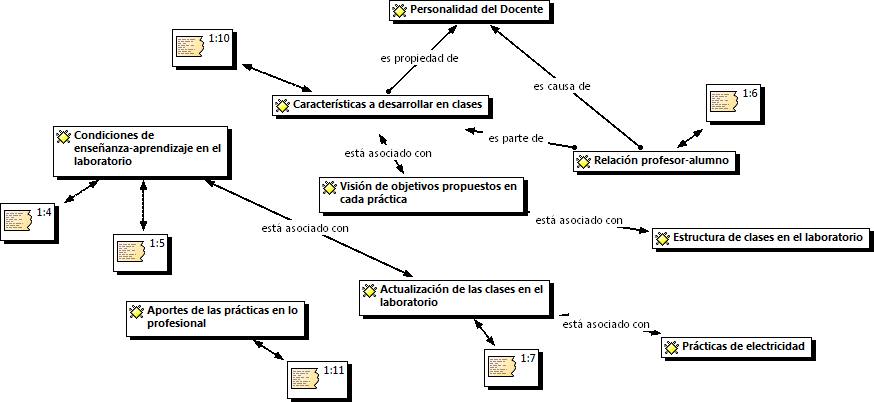 Personalidad del Docente
1:10
es propiedad de
es causa de
1:6
Características a desarrollar en clases
Condiciones de
enseñanza-aprendizaje en el
laboratorio
es parte de
está asociado con
Relación profesor-alumno
Visión de objetivos propuestos en
cada práctica
1:4
1:5
está asociado con
está asociado con
Estructura de clases en el laboratorio
Actualización de las clases en el
laboratorio
Aportes de las prácticas en lo
profesional
está asociado con
Prácticas de electricidad
1:7
1:11